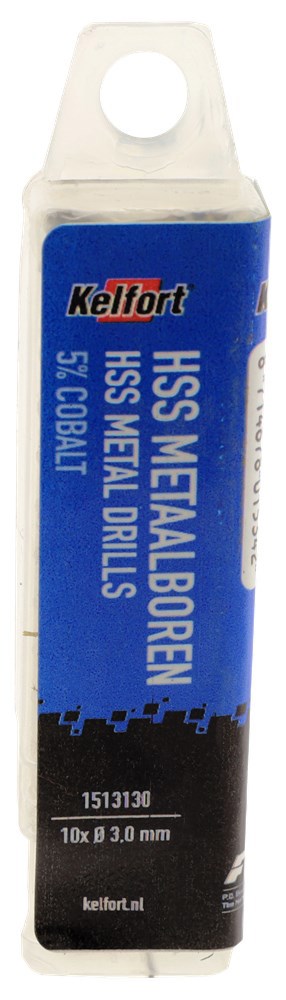 Kelfort®
HSS METAALBOREN
HSS METAL DRILLS
5% COBALT
1513130
10x Ø 3,0 mm
kelfort.nl